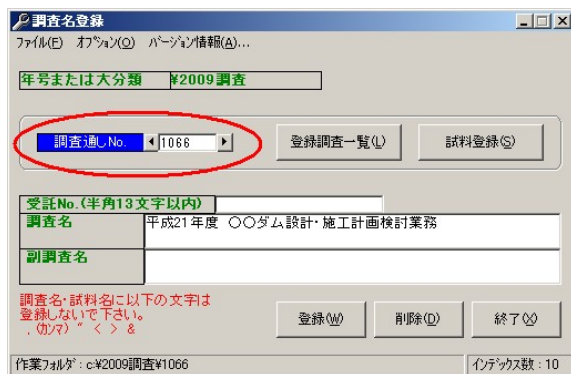 調査名登録
ファイル(F) オプション(O) バージョン情報(A)...
年号または大分類 ¥2009調査
調査通しNo. 1066 登録調査一覧(L) 試料登録(S)
受託No.(半角13文字以内)
調査名 平成21年度 〇〇ダム設計・施工計画検討業務
副調査名
調査名・試料名に以下の文字は
登録しないで下さい。
, (カンマ) ” < > &
登録(W) 削除(D) 終了(X)
作業フォルダ : c:¥2009調査¥1066 インデックス数 : 10